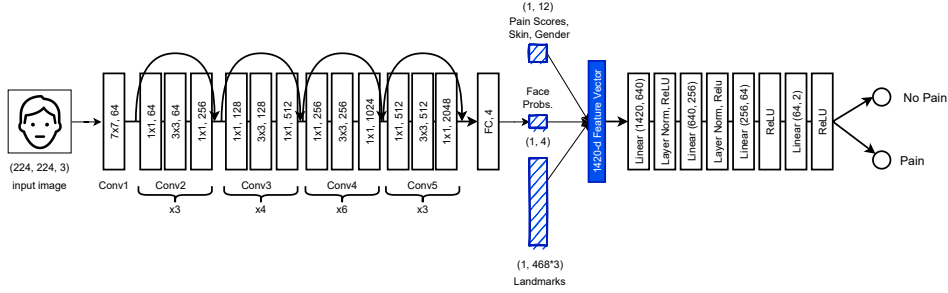 (224, 224, 3)
input image
7x7, 64
Conv1
1x1, 64
3x3, 64
1x1, 256
Conv2
x3
1x1, 128
3x3, 128
1x1, 512
Conv3
x4
1x1, 256
3x3, 256
1x1, 1024
Conv4
x6
1x1, 512
3x3, 512
1x1, 2048
Conv5
x3
FC, 4
(1, 12)
Pain Scores,
Skin, Gender
Face
Probs.
(1, 4)
(1, 468*3)
Landmarks
1420-d Feature Vector
Linear (1420, 640)
Layer Norm, ReLU
Linear (640, 256)
Layer Norm, Relu
Linear (256, 64)
ReLU
Linear (64, 2)
ReLU
No Pain
Pain